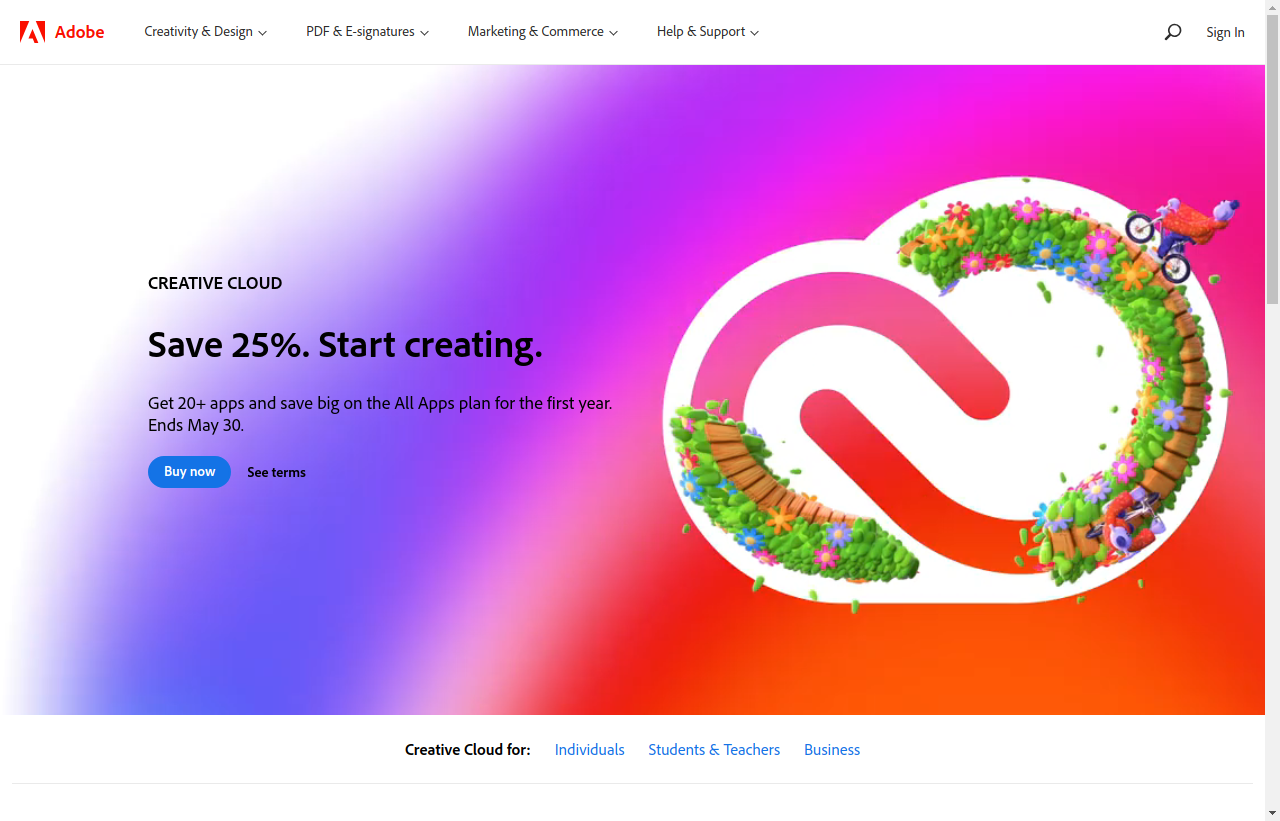 Adobe
Creativity & Design
PDF & E-signatures
Marketing & Commerce
Help & Support
Sign In
CREATIVE CLOUD
Save 25%. Start creating.
Get 20+ apps and save big on the All Apps plan for the first year.
Ends May 30.
Buy now
See terms
Creative Cloud for:
Individuals
Students & Teachers
Business